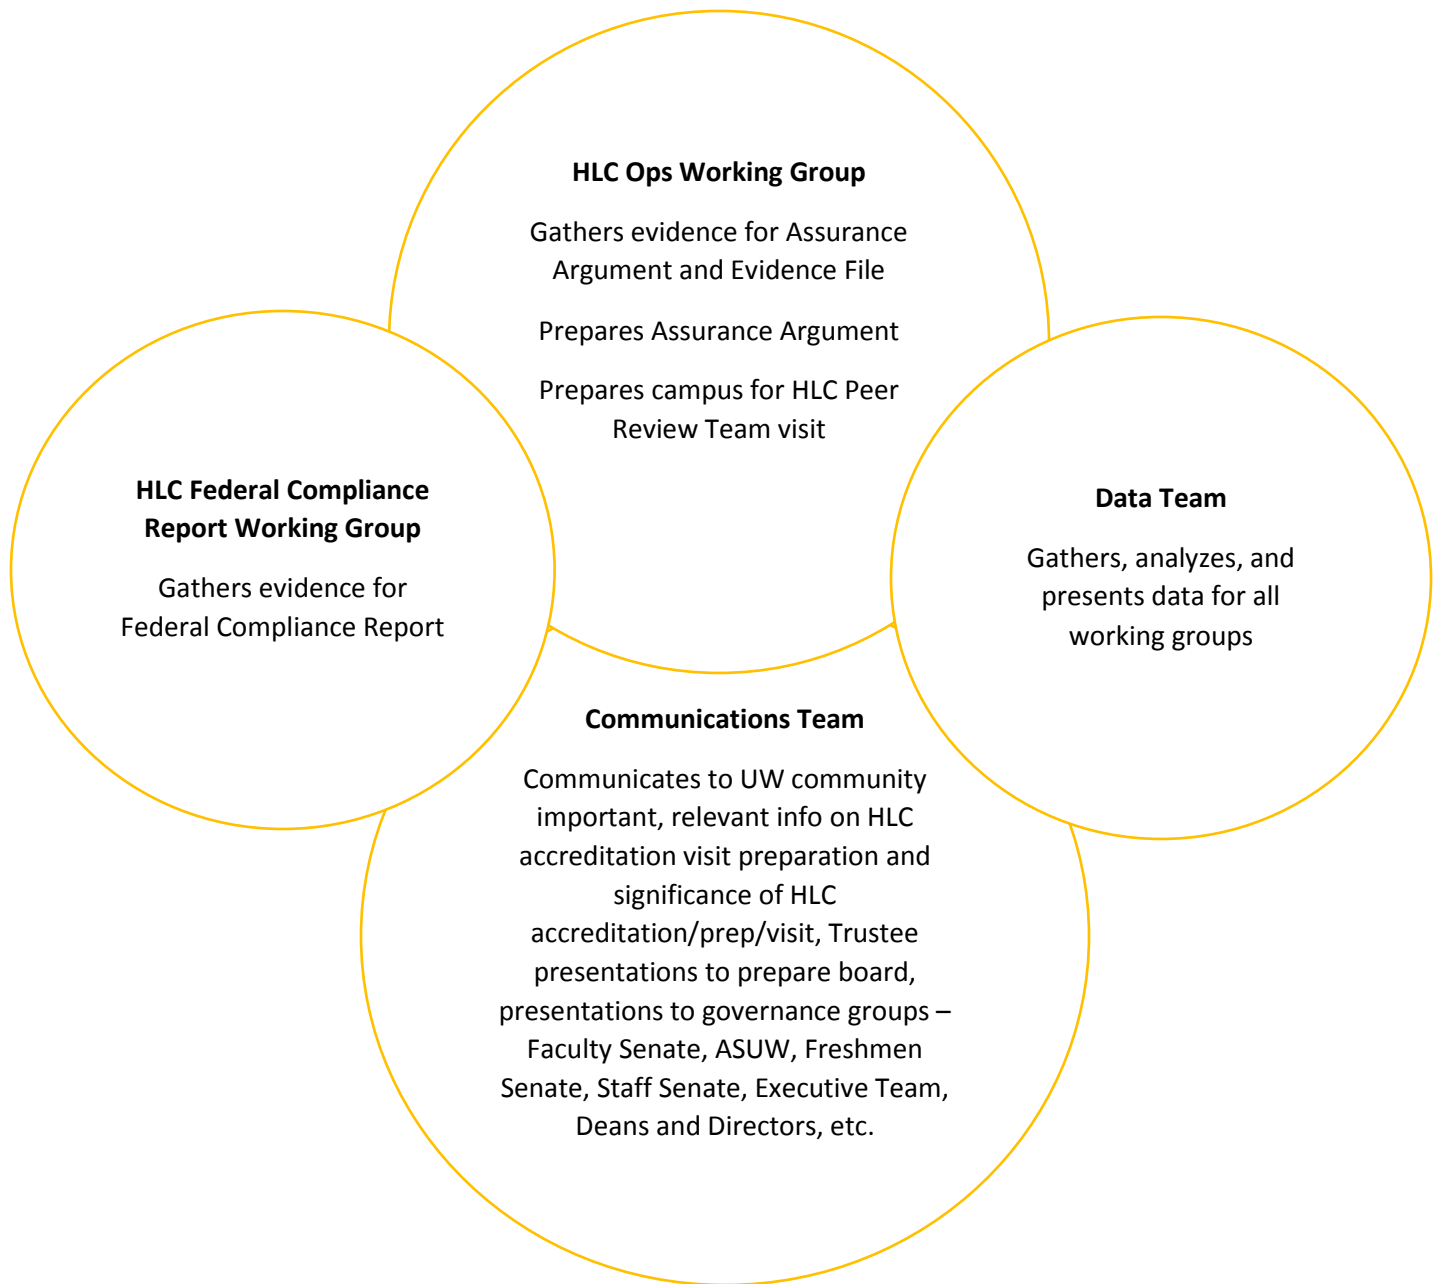 HLC Ops Working Group
Gathers evidence for Assurance
Argument and Evidence File
Prepares Assurance Argument
Prepares campus for HLC Peer
Review Team visit
HLC Federal Compliance
Report Working Group
Gathers evidence for
Federal Compliance Report
Data Team
Gathers, analyzes, and
presents data for all
working groups
Communications Team
Communicates to UW community
important, relevant info on HLC
accreditation visit preparation and
significance of HLC
accreditation/prep/visit, Trustee
presentations to prepare board,
presentations to governance groups –
Faculty Senate, ASUW, Freshmen
Senate, Staff Senate, Executive Team,
Deans and Directors, etc.